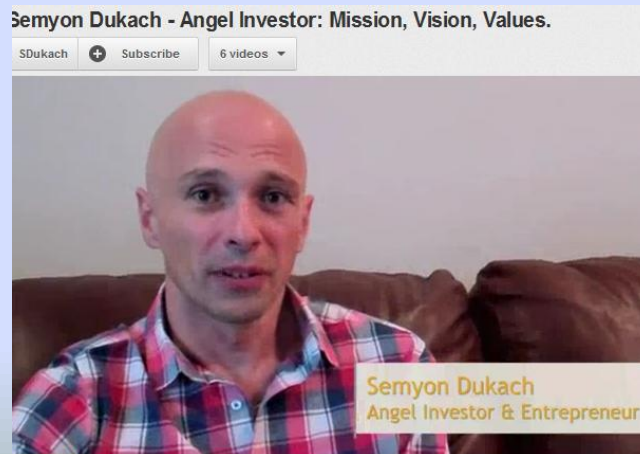 Semyon Dukach - Angel Investor: Mission, Vision, Values.
SDukach Subscribe 6 videos
Semyon Dukach
Angel Investor & Entrepreneur